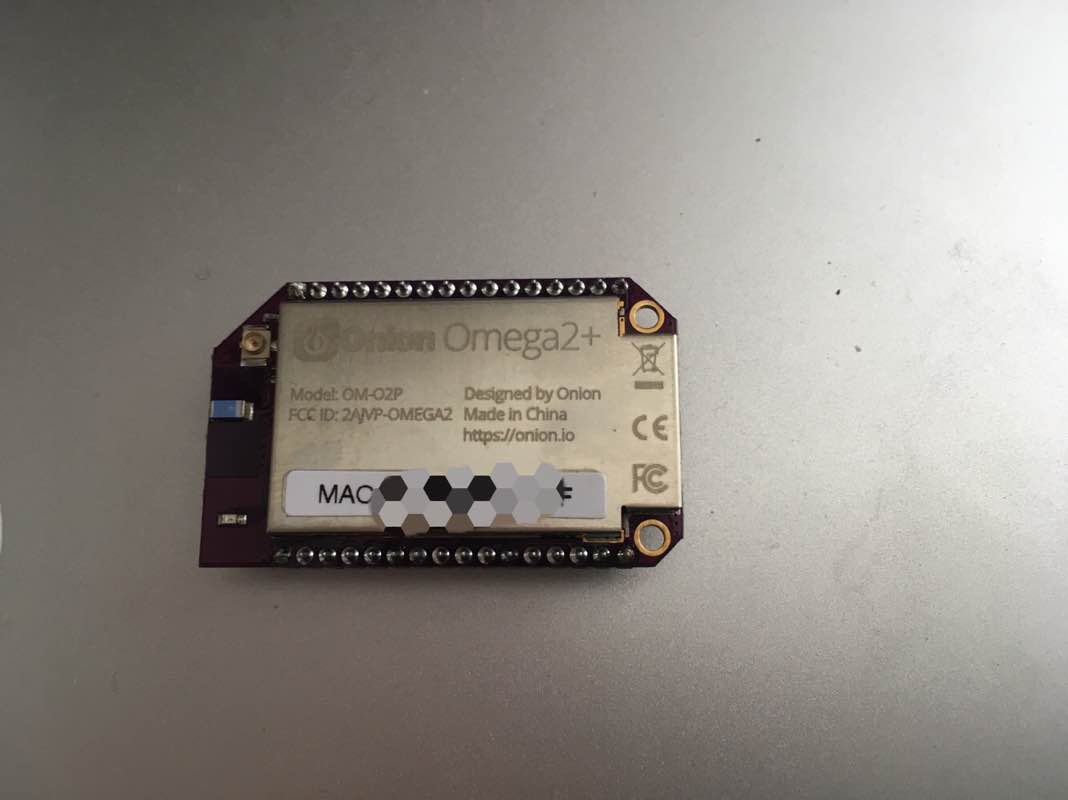 Onion Omega2+
Model: OM-O2P
FCC ID: 2AJVP-OMEGA2
Designed by Onion
Made in China
https://onion.io
CE
FC
MAC
F